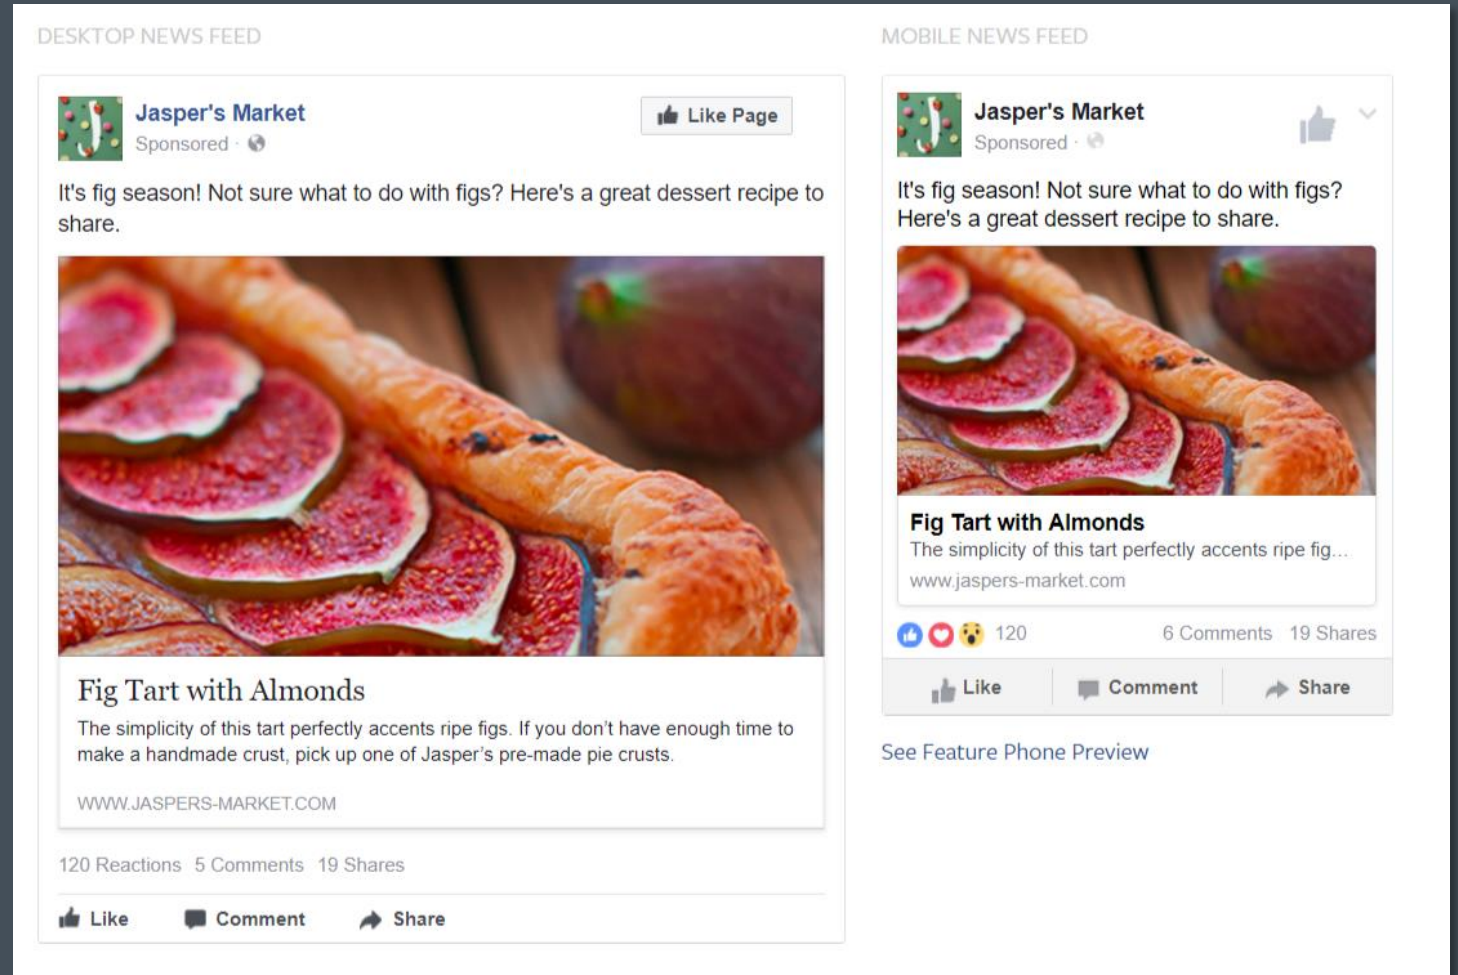 DESKTOP NEWS FEED
Jasper's Market
Sponsored ·
Like Page
It's fig season! Not sure what to do with figs? Here's a great dessert recipe to
share.
Fig Tart with Almonds
The simplicity of this tart perfectly accents ripe figs. If you don't have enough time to
make a handmade crust, pick up one of Jasper's pre-made pie crusts.
WWW.JASPERS-MARKET.COM
120 Reactions 5 Comments 19 Shares
Like Comment Share
MOBILE NEWS FEED
Jasper's Market
Sponsored ·
It's fig season! Not sure what to do with figs?
Here's a great dessert recipe to share.
Fig Tart with Almonds
The simplicity of this tart perfectly accents ripe fig...
www.jaspers-market.com
120 6 Comments 19 Shares
Like Comment Share
See Feature Phone Preview